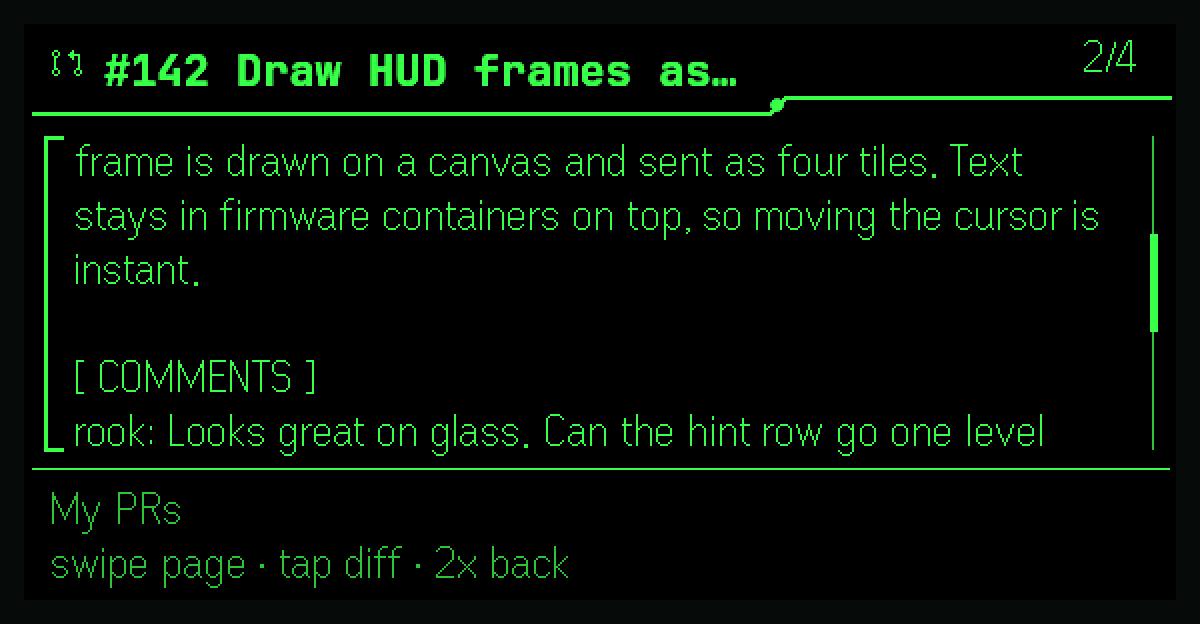 #142 Draw HUD frames as…
2/4
frame is drawn on a canvas and sent as four tiles. Text
stays in firmware containers on top, so moving the cursor is
instant.
[ COMMENTS ]
rook: Looks great on glass. Can the hint row go one level
My PRs
swipe page · tap diff · 2x back